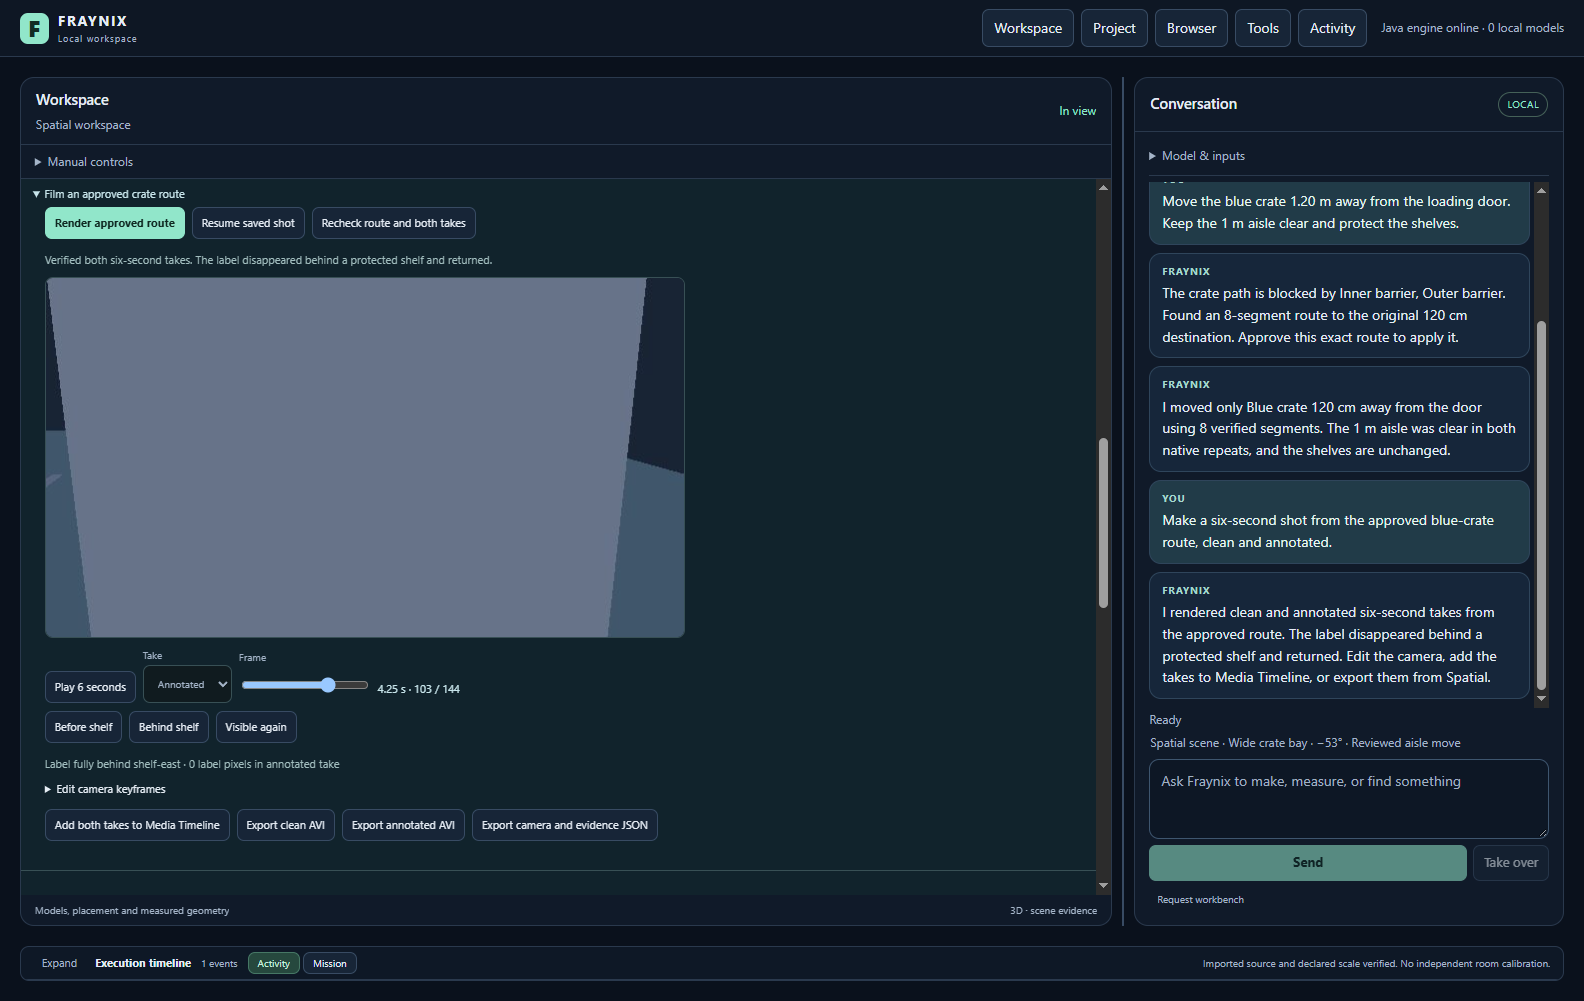 F
FRAYNIX
Local workspace
Workspace
Project
Browser
Tools
Activity
Java engine online · 0 local models
Workspace
Spatial workspace
In view
Manual controls
Film an approved crate route
Render approved route
Resume saved shot
Recheck route and both takes
Verified both six-second takes. The label disappeared behind a protected shelf and returned.
Take
Frame
Play 6 seconds
Annotated
4.25 s · 103 / 144
Before shelf
Behind shelf
Visible again
Label fully behind shelf-east · 0 label pixels in annotated take
Edit camera keyframes
Add both takes to Media Timeline
Export clean AVI
Export annotated AVI
Export camera and evidence JSON
Models, placement and measured geometry
3D · scene evidence
Conversation
LOCAL
Model & inputs
Move the blue crate 1.20 m away from the loading door.
Keep the 1 m aisle clear and protect the shelves.
FRAYNIX
The crate path is blocked by Inner barrier, Outer barrier.
Found an 8-segment route to the original 120 cm
destination. Approve this exact route to apply it.
FRAYNIX
I moved only Blue crate 120 cm away from the door
using 8 verified segments. The 1 m aisle was clear in both
native repeats, and the shelves are unchanged.
YOU
Make a six-second shot from the approved blue-crate
route, clean and annotated.
FRAYNIX
I rendered clean and annotated six-second takes from
the approved route. The label disappeared behind a
protected shelf and returned. Edit the camera, add the
takes to Media Timeline, or export them from Spatial.
Ready
Spatial scene · Wide crate bay · −53° · Reviewed aisle move
Ask Fraynix to make, measure, or find something
Send
Take over
Request workbench
Expand
Execution timeline
1 events
Activity
Mission
Imported source and declared scale verified. No independent room calibration.